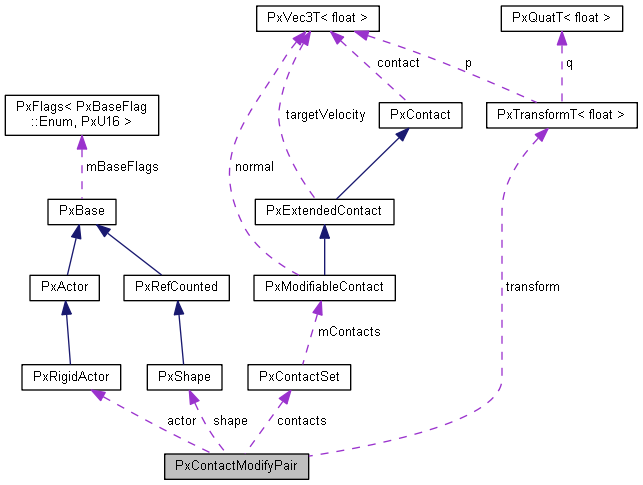 PxVec3T< float >
PxQuatT< float >
contact
p
q
PxFlags< PxBaseFlag
::Enum, PxU16 >
targetVelocity
PxContact
PxTransformT< float >
mBaseFlags
normal
PxBase
PxExtendedContact
PxActor
PxRefCounted
PxModifiableContact
transform
mContacts
PxRigidActor
PxShape
PxContactSet
actor
shape
contacts
PxContactModifyPair